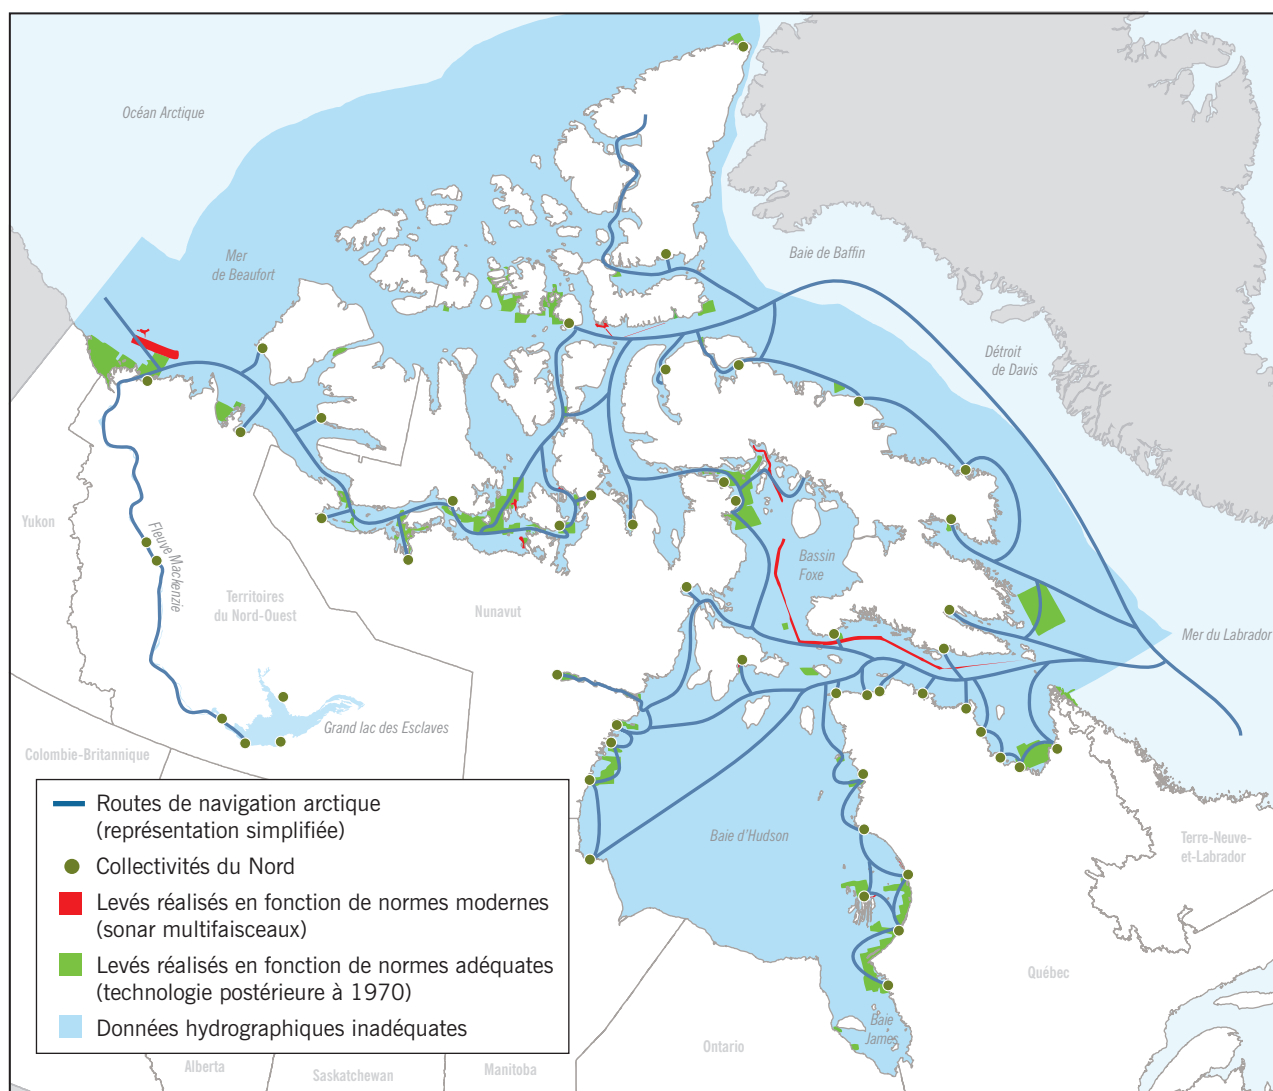 Océan Arctique
Mer
de Beaufort
Baie de Baffin
Détroit
de Davis
Yukon
Fleuve Mackenzie
Territoires
du Nord-Ouest
Nunavut
Bassin
Foxe
Mer du Labrador
Grand lac des Esclaves
Colombie-Britannique
Baie d'Hudson
Terre-Neuve-
et-Labrador
Québec
Baie
James
Ontario
Alberta
Saskatchewan
Manitoba
Routes de navigation arctique
(représentation simplifiée)
Collectivités du Nord
Levés réalisés en fonction de normes modernes
(sonar multifaisceaux)
Levés réalisés en fonction de normes adéquates
(technologie postérieure à 1970)
Données hydrographiques inadéquates